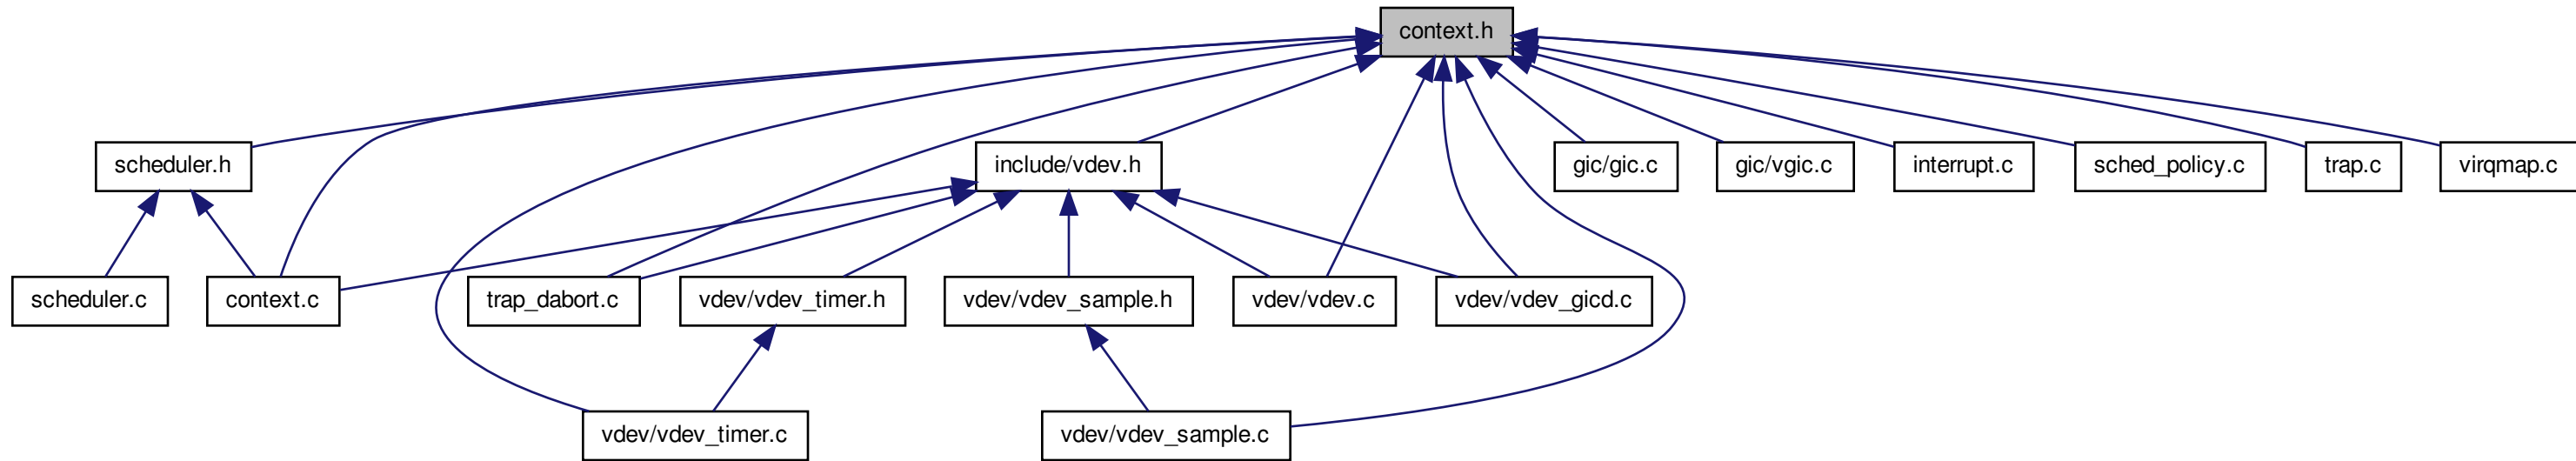 context.h
scheduler.h
include/vdev.h
gic/gic.c
gic/vgic.c
interrupt.c
sched_policy.c
trap.c
virqmap.c
scheduler.c
context.c
trap_dabort.c
vdev/vdev_timer.h
vdev/vdev_sample.h
vdev/vdev.c
vdev/vdev_gicd.c
vdev/vdev_timer.c
vdev/vdev_sample.c